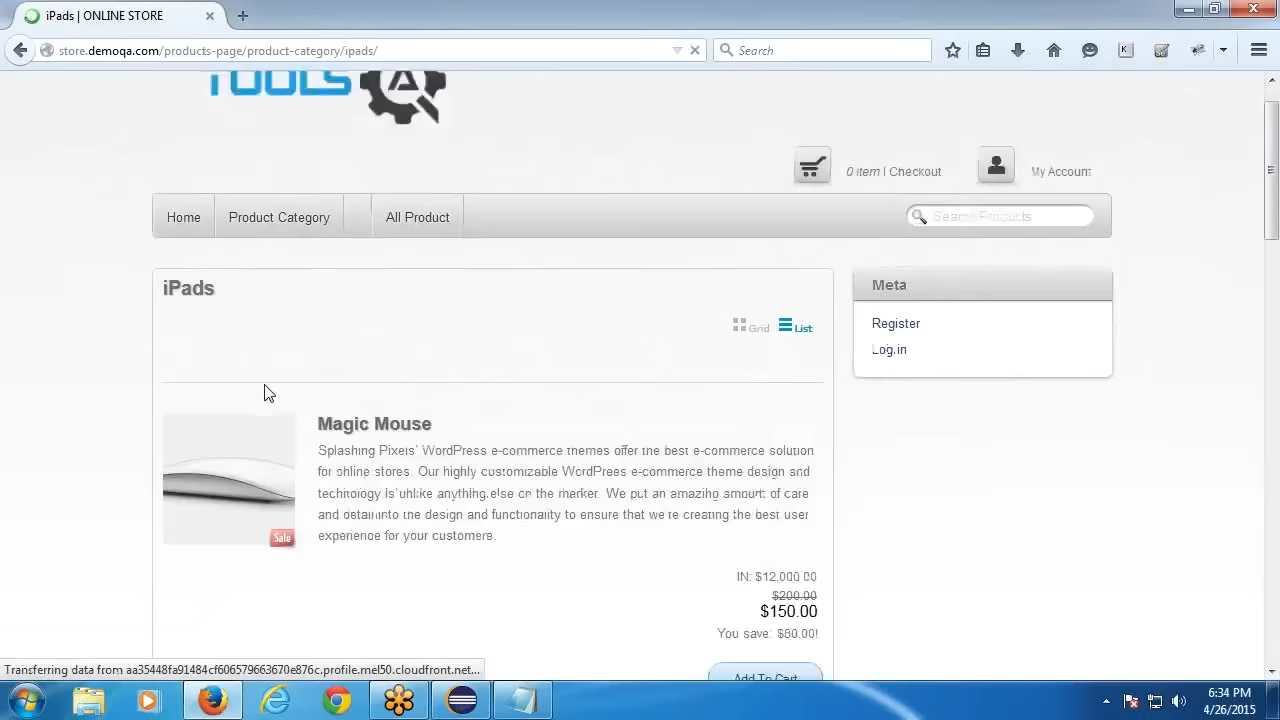 iPads | ONLINE STORE
store.demoqa.com/products-page/product-category/ipads/
Search
TOOLS QA
0 item | Checkout
My Account
Home
Product Category
All Product
Search Products
iPads
Grid
List
Meta
Register
Log in
Magic Mouse
Splashing Pixels' WordPress e-commerce themes offer the best e-commerce solution
for online stores. Our highly customizable WordPress e-commerce theme design and
technology is unlike anything else on the market. We put an amazing amount of care
and detail into the design and functionality to ensure that we're creating the best user
experience for your customers.
Sale
IN: $12,000.00
$200.00
$150.00
You save: $60.00!
Add To Cart
Transferring data from aa35448fa91484cf606579663670e876c.profile.mel50.cloudfront.net...
6:34 PM
4/26/2015